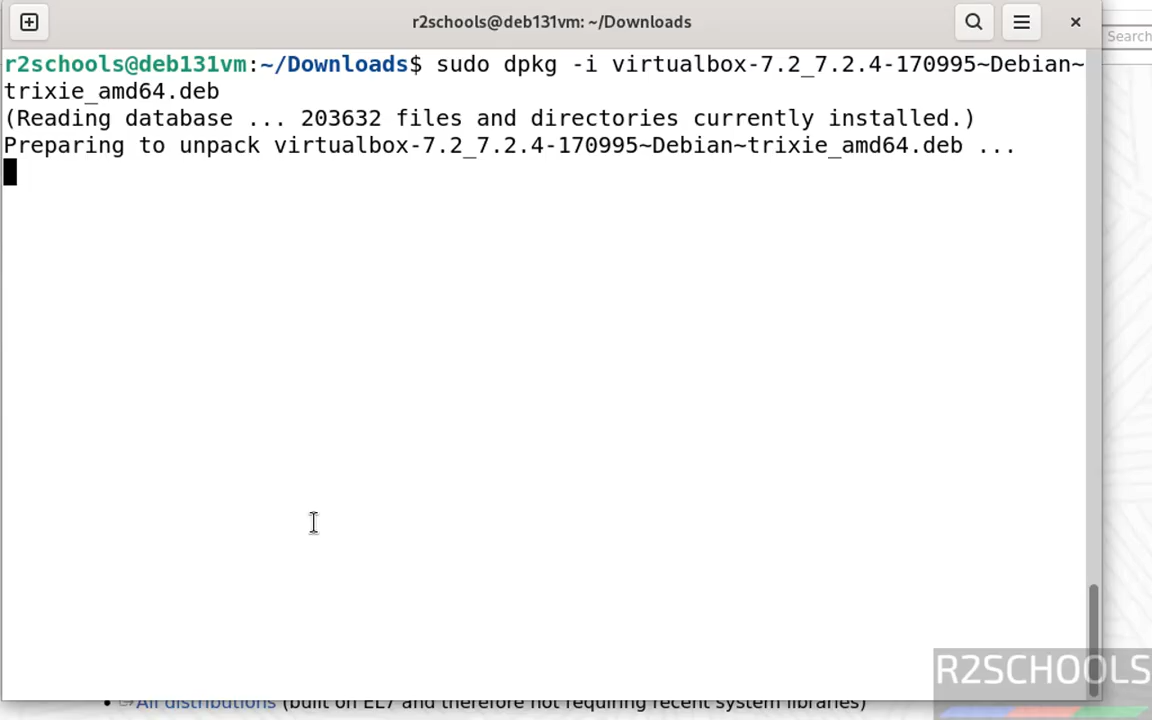 r2schools@deb131vm: ~/Downloads
Search
r2schools@deb131vm:~/Downloads$ sudo dpkg -i virtualbox-7.2_7.2.4-170995~Debian~
trixie_amd64.deb
(Reading database ... 203632 files and directories currently installed.)
Preparing to unpack virtualbox-7.2_7.2.4-170995~Debian~trixie_amd64.deb ...
R2SCHOOLS
All distributions (built on EL7 and therefore not requiring recent system libraries)